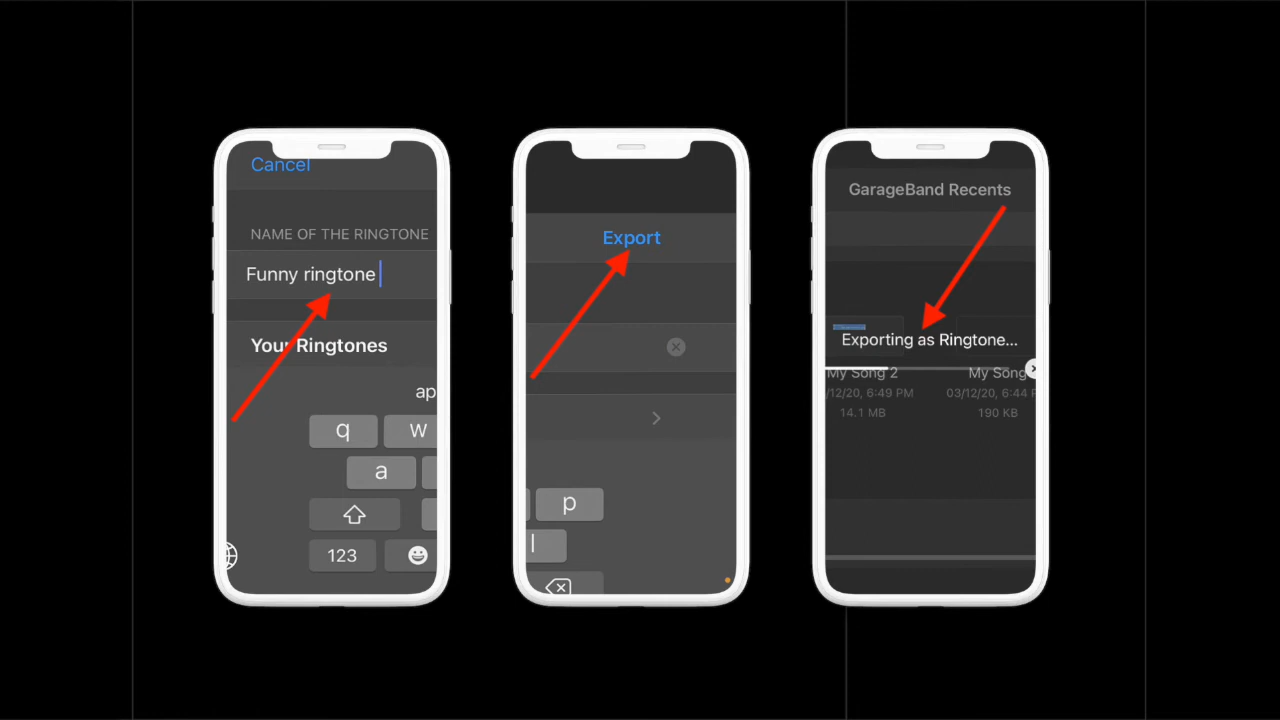 Cancel
NAME OF THE RINGTONE
Funny ringtone
Your Ringtones
ap
q w
a
123
Export
p
l
GarageBand Recents
Exporting as Ringtone...
My Song 2 My Song
/12/20, 6:49 PM 03/12/20, 6:44 P
14.1 MB 190 KB